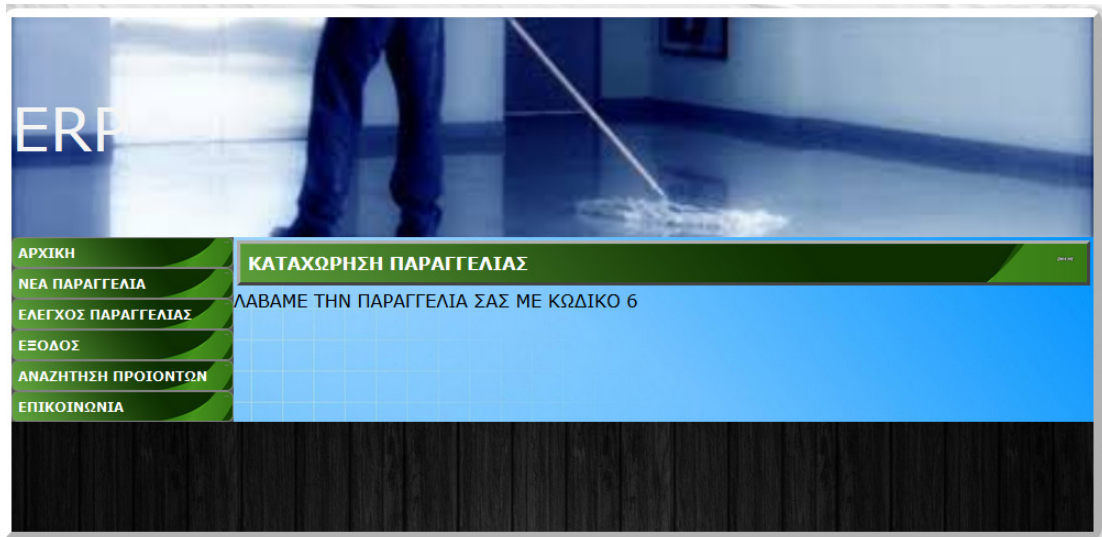 ERP
ΑΡΧΙΚΗ
ΝΕΑ ΠΑΡΑΓΓΕΛΙΑ
ΕΛΕΓΧΟΣ ΠΑΡΑΓΓΕΛΙΑΣ
ΕΞΟΔΟΣ
ΑΝΑΖΗΤΗΣΗ ΠΡΟΙΟΝΤΩΝ
ΕΠΙΚΟΙΝΩΝΙΑ
ΚΑΤΑΧΩΡΗΣΗ ΠΑΡΑΓΓΕΛΙΑΣ
ΛΑΒΑΜΕ ΤΗΝ ΠΑΡΑΓΓΕΛΙΑ ΣΑΣ ΜΕ ΚΩΔΙΚΟ 6